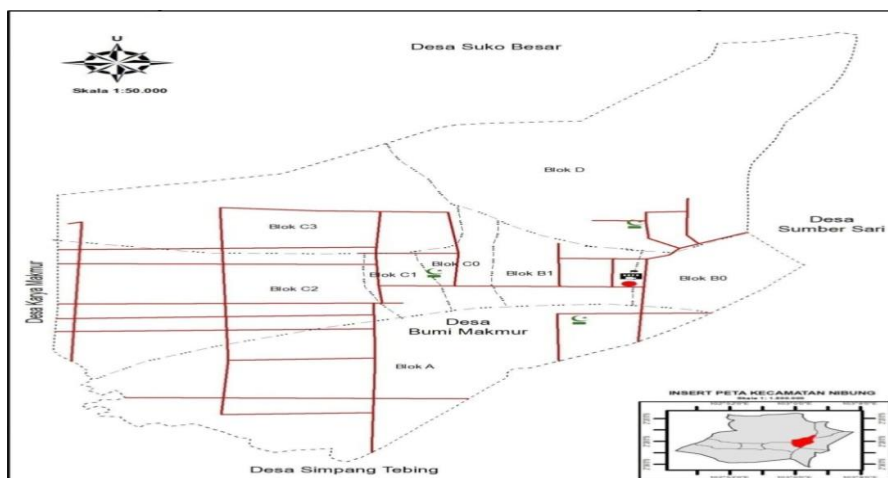 U
Skala 1:50.000
Desa Suko Besar
Blok D
Desa
Sumber Sari
Blok C3
Blok C0
Blok C1
Blok B1
Blok B0
Blok C2
Desa Karya Makmur
Desa
Bumi Makmur
Blok A
Desa Simpang Tebing
INSERT PETA KECAMATAN NIBUNG